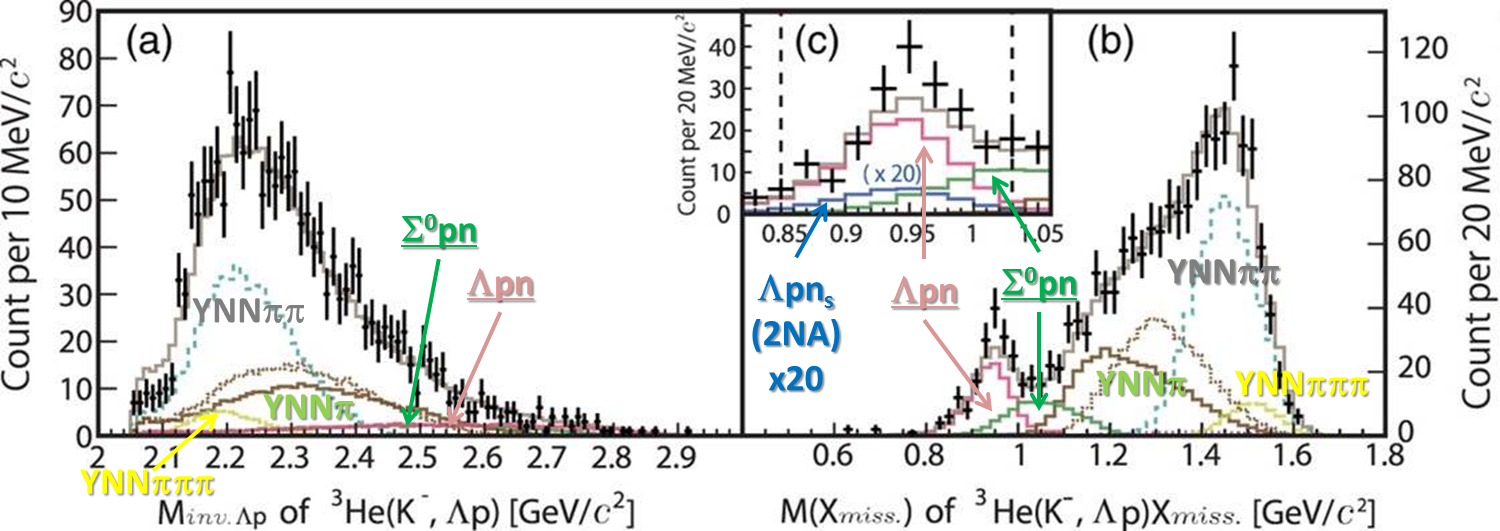 (a)
Count per 10 MeV/c²
90
80
70
60
50
40
30
20
10
0
2
2.1
2.2
2.3
2.4
2.5
2.6
2.7
2.8
2.9
Σ⁰pn
Λpn
YNNππ
YNNπ
YNNπππ
M inv. Λp of ³He(K⁻, Λp) [GeV/c²]
(c)
Count per 20 MeV/c²
40
30
20
10
0
(x 20)
0.85
0.9
0.95
1
1.05
Λpnₛ
(2NA)
x20
Λpn
Σ⁰pn
(b)
YNNππ
YNNπ
YNNπππ
120
100
80
60
40
20
0
Count per 20 MeV/c²
0.6
0.8
1
1.2
1.4
1.6
1.8
M(Xmiss.) of ³He(K⁻, Λp)Xmiss. [GeV/c²]